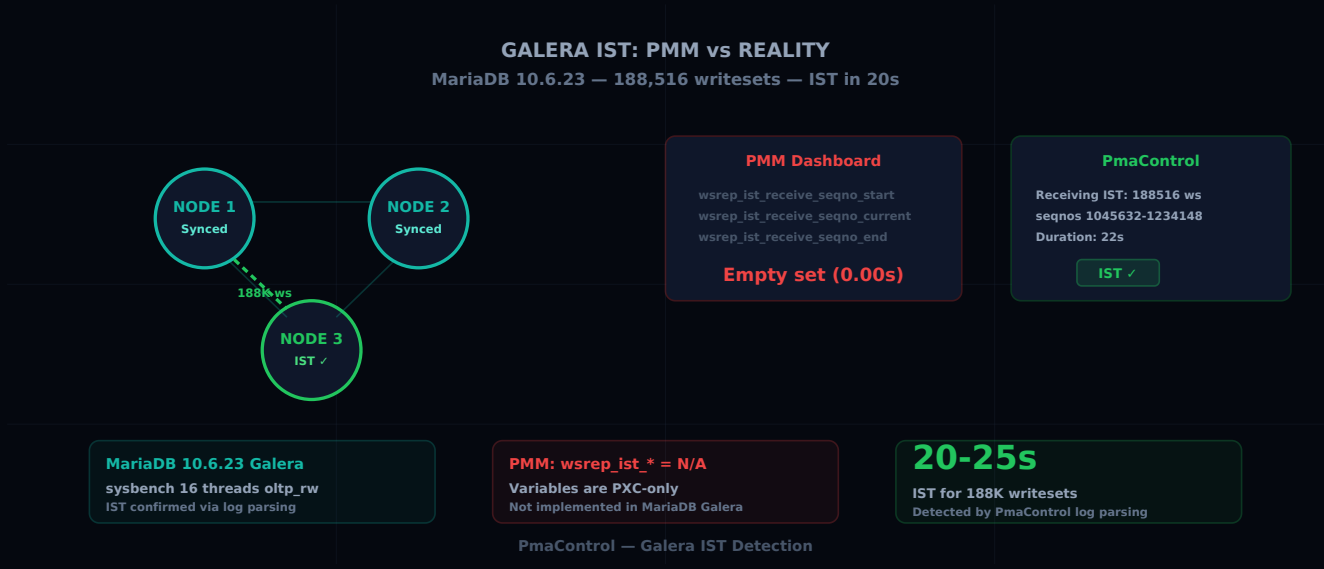 GALERA IST: PMM vs REALITY
MariaDB 10.6.23 — 188,516 writesets — IST in 20s
NODE 1
Synced
NODE 2
Synced
188K ws
NODE 3
IST ✓
PMM Dashboard
wsrep_ist_receive_seqno_start
wsrep_ist_receive_seqno_current
wsrep_ist_receive_seqno_end
Empty set (0.00s)
PmaControl
Receiving IST: 188516 ws
seqnos 1045632-1234148
Duration: 22s
IST ✓
MariaDB 10.6.23 Galera
sysbench 16 threads oltp_rw
IST confirmed via log parsing
PMM: wsrep_ist_* = N/A
Variables are PXC-only
Not implemented in MariaDB Galera
20-25s
IST for 188K writesets
Detected by PmaControl log parsing
PmaControl — Galera IST Detection